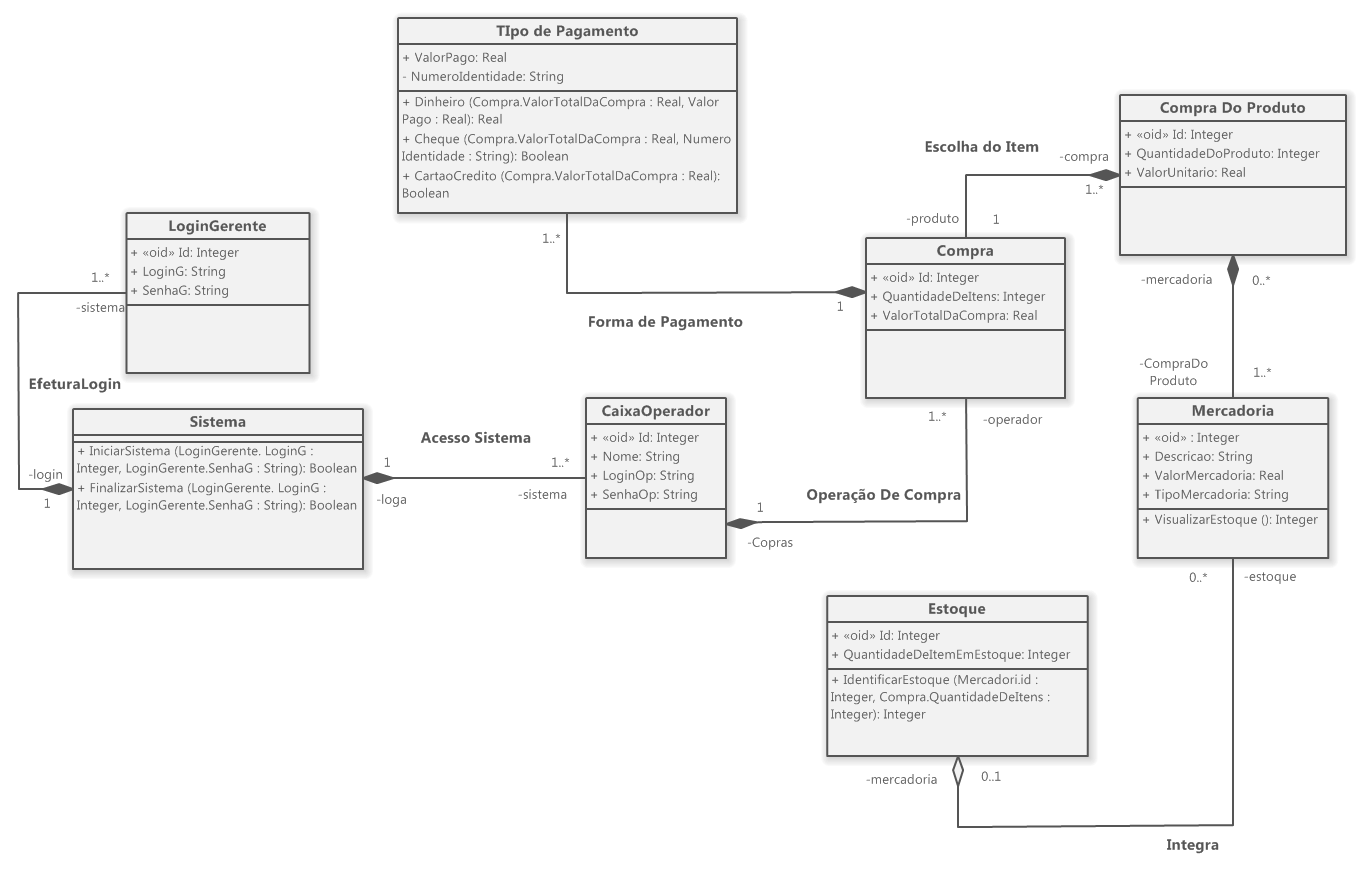 TIpo de Pagamento
+ ValorPago: Real
- NumeroIdentidade: String
+ Dinheiro (Compra.ValorTotalDaCompra : Real, Valor
Pago : Real): Real
+ Cheque (Compra.ValorTotalDaCompra : Real, Numero
Identidade : String): Boolean
+ CartaoCredito (Compra.ValorTotalDaCompra : Real):
Boolean
1..*
Forma de Pagamento
1
Compra Do Produto
+ «oid» Id: Integer
+ QuantidadeDoProduto: Integer
+ ValorUnitario: Real
Escolha do Item
-compra
1..*
-produto
1
LoginGerente
+ «oid» Id: Integer
+ LoginG: String
+ SenhaG: String
1..*
-sistema
EfeturaLogin
-login
1
Compra
+ «oid» Id: Integer
+ QuantidadeDeItens: Integer
+ ValorTotalDaCompra: Real
-mercadoria
0..*
-CompraDo
Produto
1..*
Sistema
+ IniciarSistema (LoginGerente. LoginG :
Integer, LoginGerente.SenhaG : String): Boolean
+ FinalizarSistema (LoginGerente. LoginG :
Integer, LoginGerente.SenhaG : String): Boolean
Acesso Sistema
1
-loga
1..*
-sistema
CaixaOperador
+ «oid» Id: Integer
+ Nome: String
+ LoginOp: String
+ SenhaOp: String
1..*
-operador
Operação De Compra
1
-Copras
Mercadoria
+ «oid» : Integer
+ Descricao: String
+ ValorMercadoria: Real
+ TipoMercadoria: String
+ VisualizarEstoque (): Integer
0..*
-estoque
Estoque
+ «oid» Id: Integer
+ QuantidadeDeItemEmEstoque: Integer
+ IdentificarEstoque (Mercadori.id :
Integer, Compra.QuantidadeDeItens :
Integer): Integer
-mercadoria
0..1
Integra